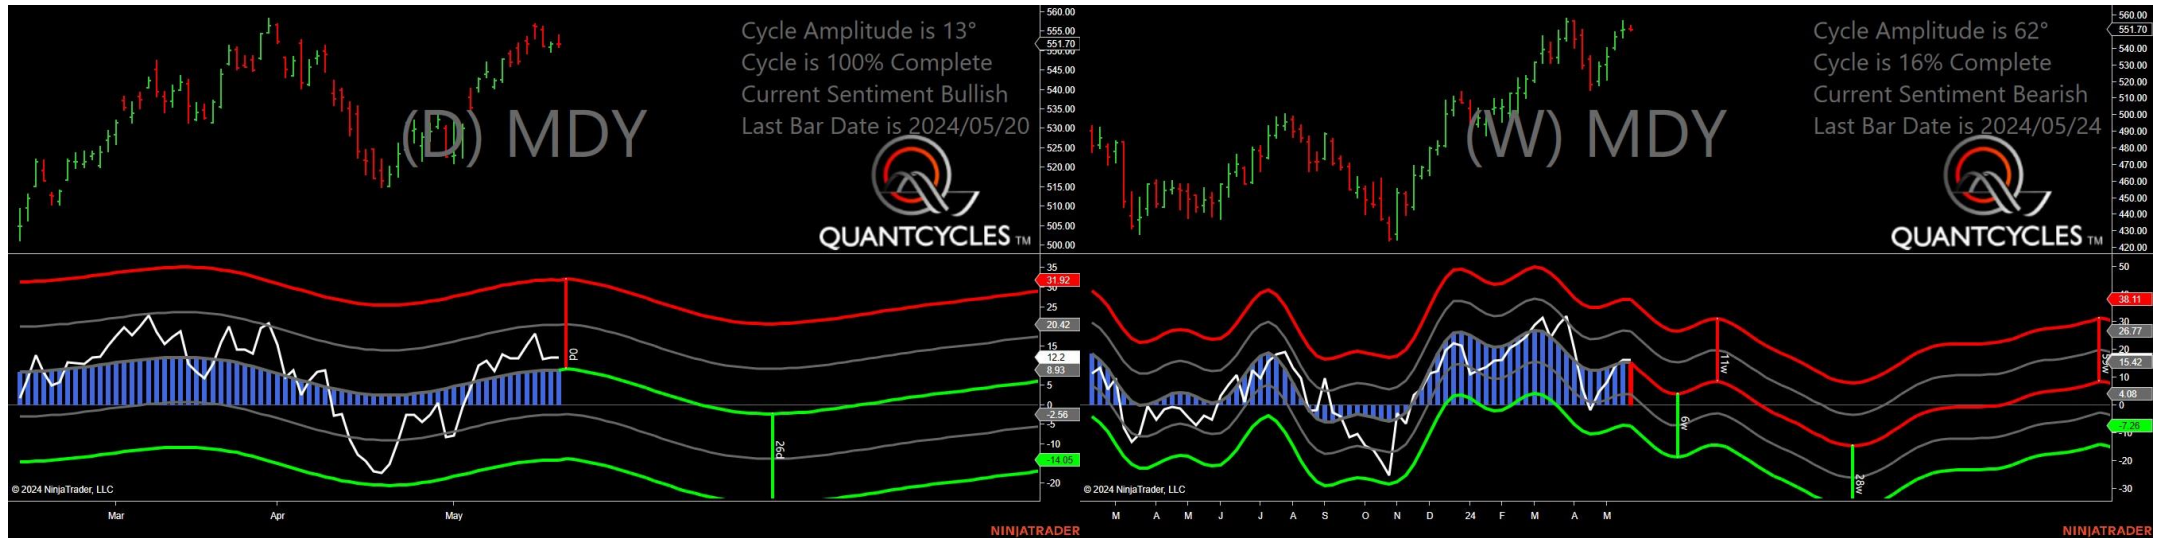 Cycle Amplitude is 13°
Cycle is 100% Complete
Current Sentiment Bullish
Last Bar Date is 2024/05/20
(D) MDY
QUANTCYCLES TM
560.00
555.00
551.70
545.00
540.00
535.00
530.00
525.00
520.00
515.00
510.00
505.00
500.00
35
31.92
30
25
20.42
15
12.2
8.93
5
0
-2.56
-5
-10
-14.05
-20
0d
26d
© 2024 NinjaTrader, LLC
Mar Apr May
NINJATRADER
Cycle Amplitude is 62°
Cycle is 16% Complete
Current Sentiment Bearish
Last Bar Date is 2024/05/24
(W) MDY
QUANTCYCLES TM
560.00
551.70
540.00
530.00
520.00
510.00
500.00
490.00
480.00
470.00
460.00
450.00
440.00
430.00
420.00
50
38.11
30
26.77
20
15.42
10
4.08
0
-7.26
-20
-30
6w
11w
28w
© 2024 NinjaTrader, LLC
M A M J J A S O N D 24 F M A M
NINJATRADER